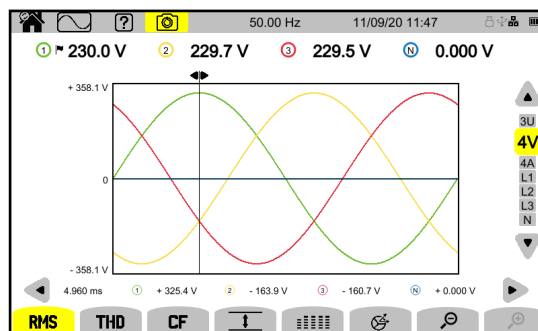 ? 50.00 Hz 11/09/20 11:47
1 230.0 V 2 229.7 V 3 229.5 V N 0.000 V
+ 358.1 V
3U
4V
4A
0
L1
L2
L3
N
- 358.1 V
4.960 ms 1 + 325.4 V 2 - 163.9 V 3 - 160.7 V N + 0.000 V
RMS THD CF